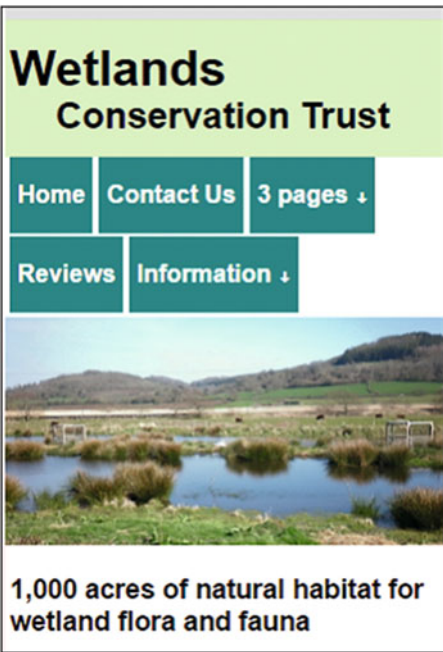 Wetlands
Conservation Trust
Home Contact Us 3 pages ↓
Reviews Information ↓
1,000 acres of natural habitat for
wetland flora and fauna